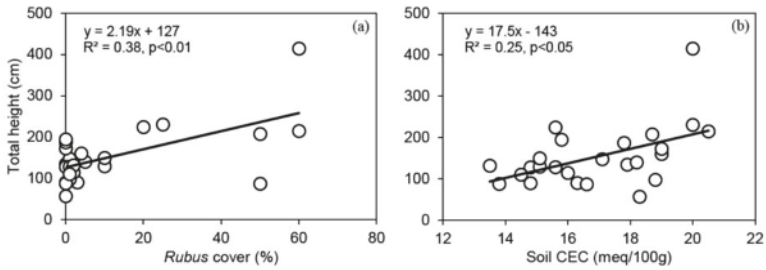 (a)
y = 2.19x + 127
R² = 0.38, p<0.01
500
400
300
200
100
0
Total height (cm)
0 20 40 60 80
Rubus cover (%)
(b)
y = 17.5x - 143
R² = 0.25, p<0.05
500
400
300
200
100
0
12 14 16 18 20 22
Soil CEC (meq/100g)